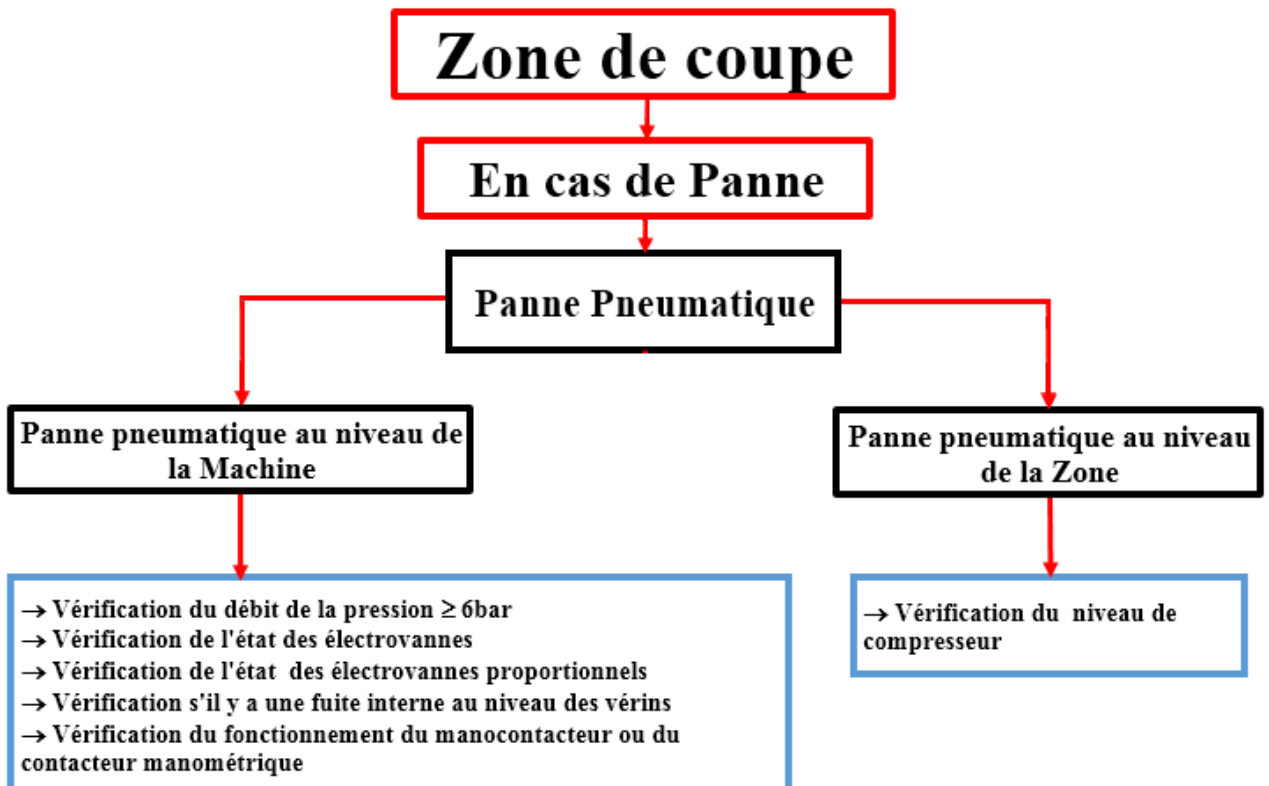 Zone de coupe
En cas de Panne
Panne Pneumatique
Panne pneumatique au niveau de
la Machine
Panne pneumatique au niveau
de la Zone
→ Vérification du débit de la pression ≥ 6bar
→ Vérification de l'état des électrovannes
→ Vérification de l'état des électrovannes proportionnels
→ Vérification s'il y a une fuite interne au niveau des vérins
→ Vérification du fonctionnement du manocontacteur ou du
contacteur manométrique
→ Vérification du niveau de
compresseur